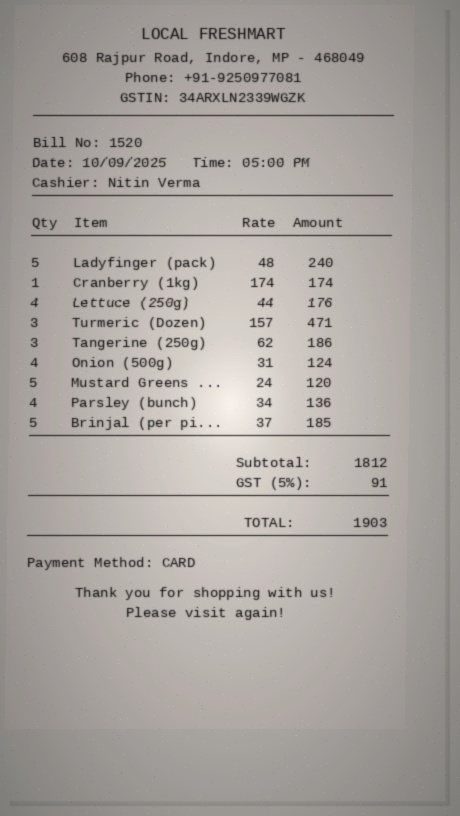 LOCAL FRESHMART
608 Rajpur Road, Indore, MP - 468049
Phone: +91-9250977081
GSTIN: 34ARXLN2339WGZK
Bill No: 1520
Date: 10/09/2025 Time: 05:00 PM
Cashier: Nitin Verma
Qty Item Rate Amount
5 Ladyfinger (pack) 48 240
1 Cranberry (1kg) 174 174
4 Lettuce (250g) 44 176
3 Turmeric (Dozen) 157 471
3 Tangerine (250g) 62 186
4 Onion (500g) 31 124
5 Mustard Greens ... 24 120
4 Parsley (bunch) 34 136
5 Brinjal (per pi... 37 185
Subtotal: 1812
GST (5%): 91
TOTAL: 1903
Payment Method: CARD
Thank you for shopping with us!
Please visit again!